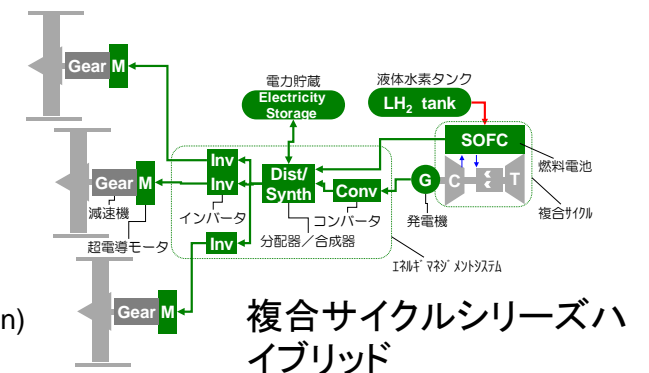 Gear M
電力貯蔵
Electricity
Storage
液体水素タンク
LH₂ tank
SOFC
燃料電池
Gear M
減速機
超電導モータ
Inv
Inv
インバータ
Inv
Dist/
Synth
分配器／合成器
Conv
コンバータ
G
発電機
C
T
複合ｻｲｸﾙ
ｴﾈﾙｷﾞﾏﾈｼﾞﾒﾝﾄｼｽﾃﾑ
Gear M
n)
複合サイクルシリーズハ
イブリッド